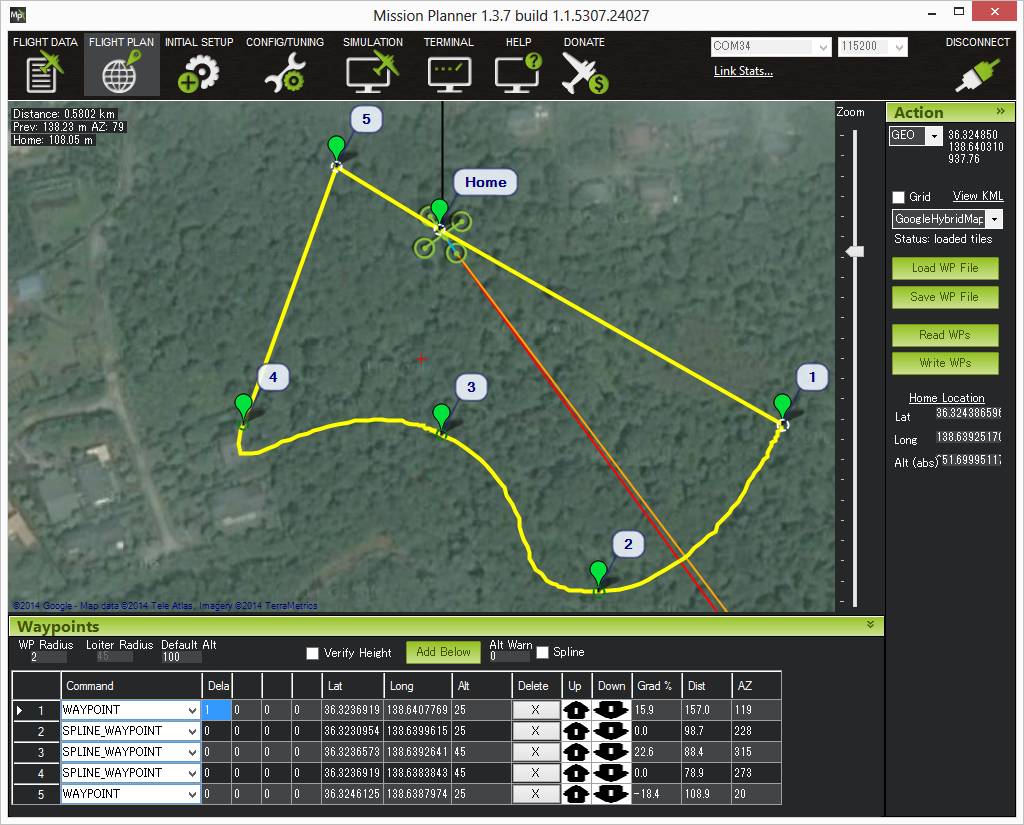 Mp
Mission Planner 1.3.7 build 1.1.5307.24027
FLIGHT DATA FLIGHT PLAN INITIAL SETUP CONFIG/TUNING SIMULATION TERMINAL HELP DONATE
COM34 115200 DISCONNECT
Link Stats...
Distance: 0.5802 km
Prev: 138.23 m AZ: 79
Home: 108.05 m
5
Home
4
3
1
2
©2014 Google - Map data ©2014 Tele Atlas, Imagery ©2014 TerraMetrics
Zoom
Action »
GEO 36.324850
138.640310
937.76
Grid View KML
GoogleHybridMap
Status: loaded tiles
Load WP File
Save WP File
Read WPs
Write WPs
Home Location
Lat 36.324386596
Long 138.63925170
Alt (abs) 51.69995117
Waypoints
WP Radius Loiter Radius Default Alt
2 45 100
Verify Height Add Below Alt Warn Spline
0
Command Dela Lat Long Alt Delete Up Down Grad % Dist AZ
1 WAYPOINT 1 0 0 0 36.3236919 138.6407769 25 X 15.9 157.0 119
2 SPLINE_WAYPOINT 0 0 0 0 36.3230954 138.6399615 25 X 0.0 98.7 228
3 SPLINE_WAYPOINT 0 0 0 0 36.3236573 138.6392641 45 X 22.6 88.4 315
4 SPLINE_WAYPOINT 0 0 0 0 36.3236919 138.6383843 45 X 0.0 78.9 273
5 WAYPOINT 0 0 0 0 36.3246125 138.6387974 25 X -18.4 108.9 20